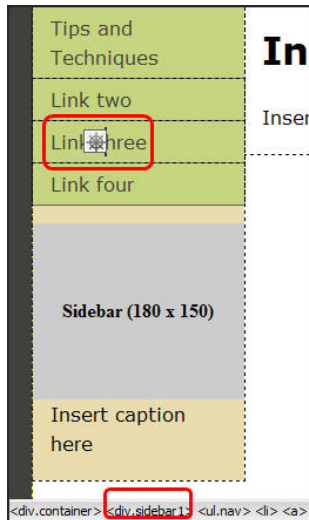 Tips and
Techniques
In
Link two
Inser
Link three
Link four
Sidebar (180 x 150)
Insert caption
here
<div.container> <div.sidebar1> <ul.nav> <li> <a>